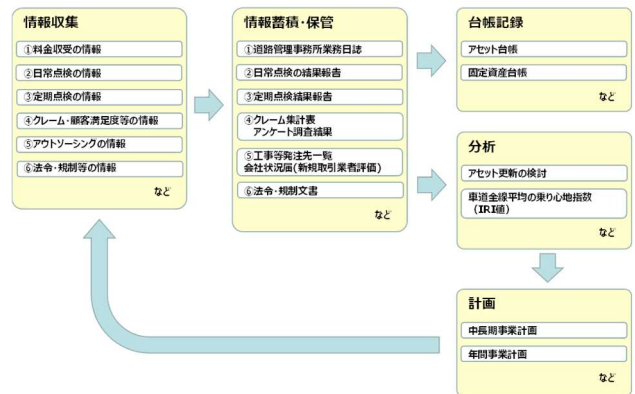 情報収集
①料金収受の情報
②日常点検の情報
③定期点検の情報
④クレーム・顧客満足度等の情報
⑤アウトソーシングの情報
⑥法令・規制等の情報
など
情報蓄積・保管
①道路管理事務所業務日誌
②日常点検の結果報告
③定期点検結果報告
④クレーム集計表
アンケート調査結果
⑤工事等発注先一覧
会社状況届(新規取引業者評価)
⑥法令・規制文書
など
台帳記録
アセット台帳
固定資産台帳
など
分析
アセット更新の検討
車道全線平均の乗り心地指数
(IRI値)
など
計画
中長期事業計画
年間事業計画
など